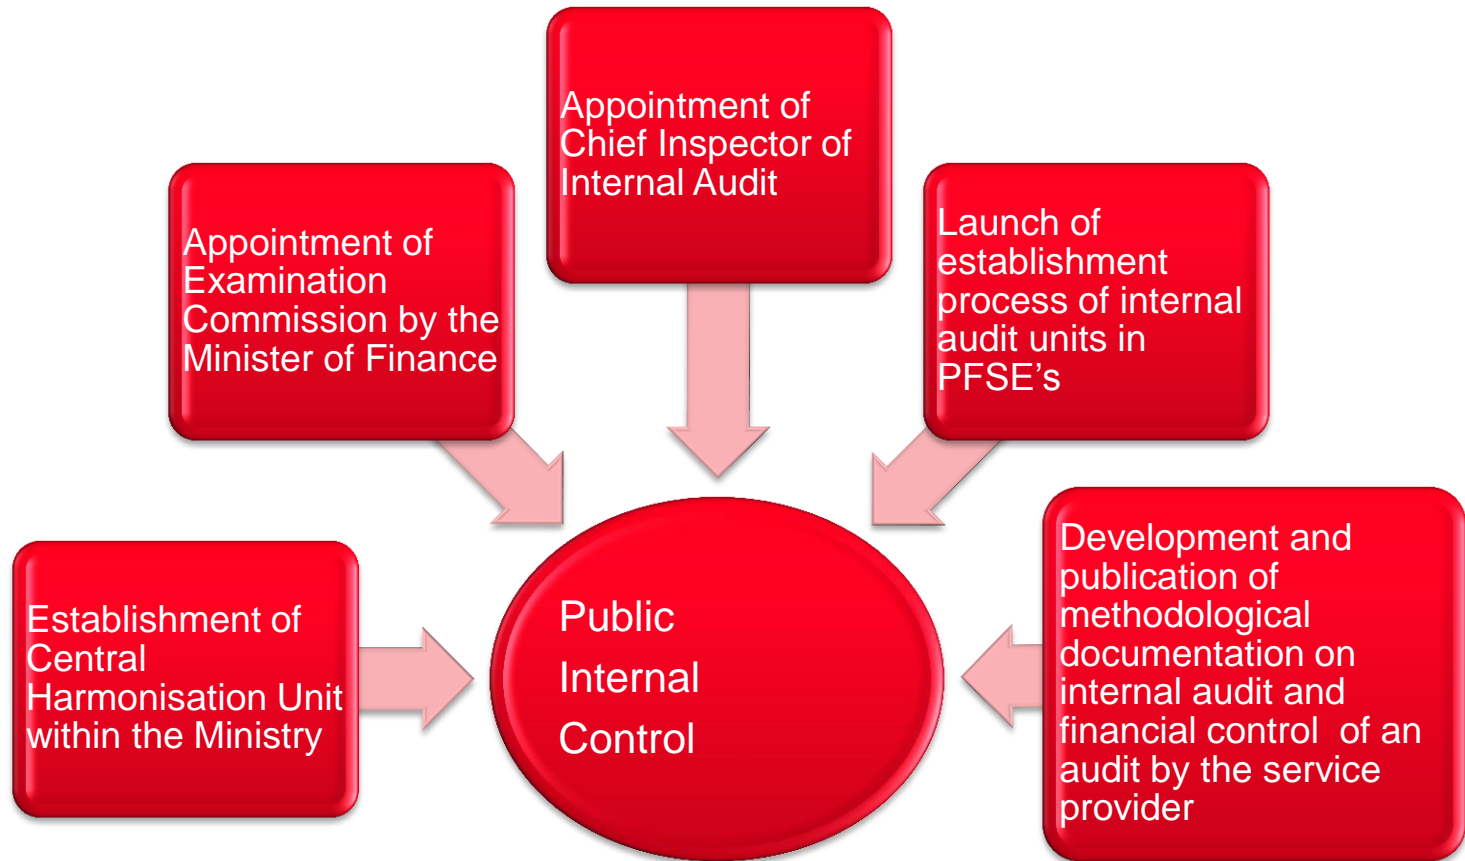 Appointment of
Chief Inspector of
Internal Audit
Appointment of
Examination
Commission by the
Minister of Finance
Launch of
establishment
process of internal
audit units in
PFSE’s
Establishment of
Central
Harmonisation Unit
within the Ministry
Public
Internal
Control
Development and
publication of
methodological
documentation on
internal audit and
financial control  of an
audit by the service
provider